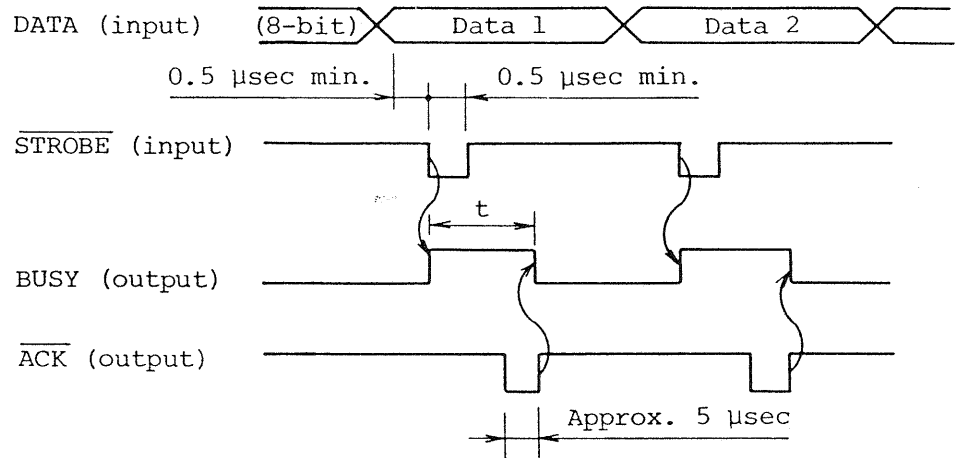 DATA (input) (8-bit) Data 1 Data 2
0.5 µsec min. 0.5 µsec min.
STROBE (input)
t
BUSY (output)
ACK (output)
Approx. 5 µsec